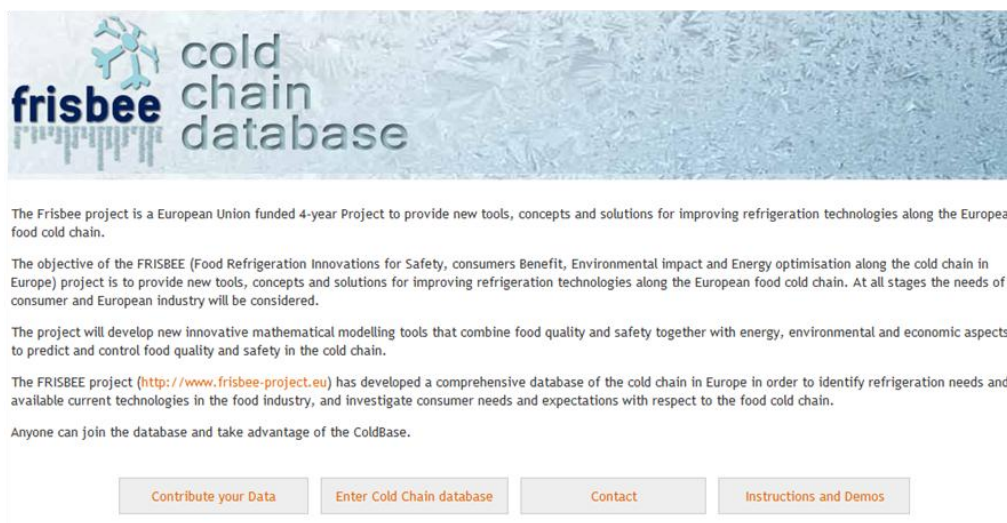 cold
frisbee chain
database
The Frisbee project is a European Union funded 4-year Project to provide new tools, concepts and solutions for improving refrigeration technologies along the Europea
food cold chain.
The objective of the FRISBEE (Food Refrigeration Innovations for Safety, consumers Benefit, Environmental impact and Energy optimisation along the cold chain in
Europe) project is to provide new tools, concepts and solutions for improving refrigeration technologies along the European food cold chain. At all stages the needs of
consumer and European industry will be considered.
The project will develop new innovative mathematical modelling tools that combine food quality and safety together with energy, environmental and economic aspects
to predict and control food quality and safety in the cold chain.
The FRISBEE project (http://www.frisbee-project.eu) has developed a comprehensive database of the cold chain in Europe in order to identify refrigeration needs and
available current technologies in the food industry, and investigate consumer needs and expectations with respect to the food cold chain.
Anyone can join the database and take advantage of the ColdBase.
Contribute your Data Enter Cold Chain database Contact Instructions and Demos